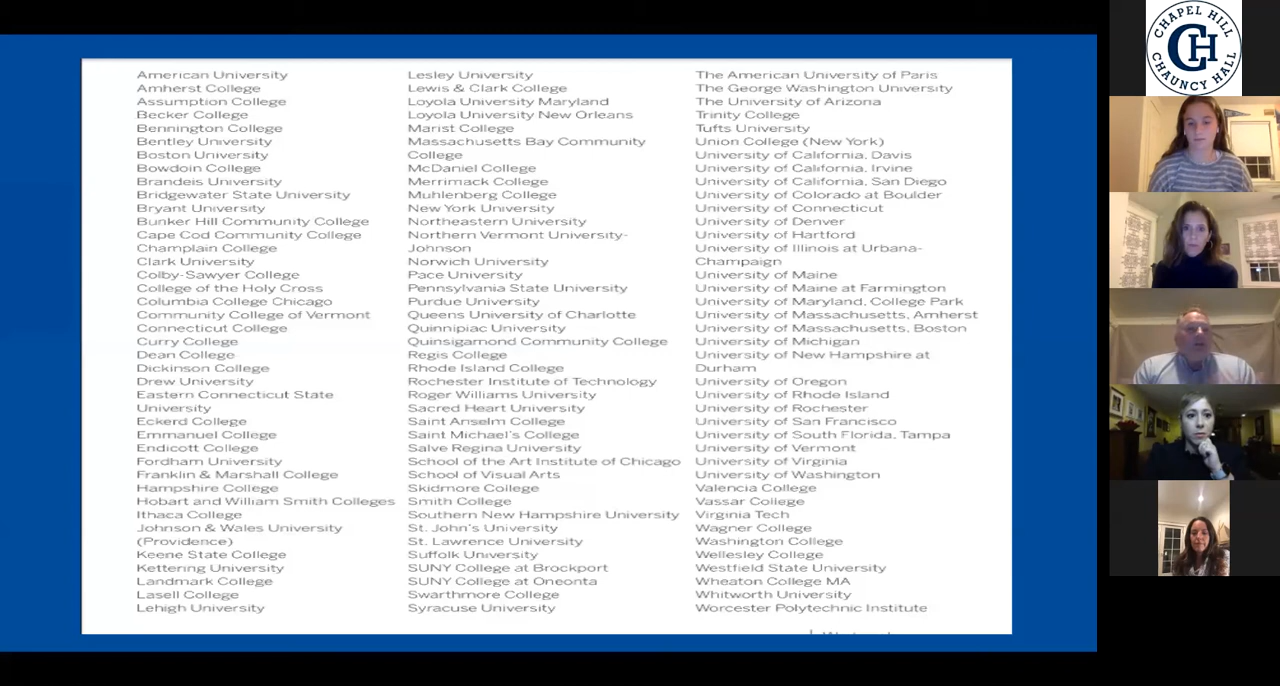 American University
Amherst College
Assumption College
Becker College
Bennington College
Bentley University
Boston University
Bowdoin College
Brandeis University
Bridgewater State University
Bryant University
Bunker Hill Community College
Cape Cod Community College
Champlain College
Clark University
Colby-Sawyer College
College of the Holy Cross
Columbia College Chicago
Community College of Vermont
Connecticut College
Curry College
Dean College
Dickinson College
Drew University
Eastern Connecticut State
University
Eckerd College
Emmanuel College
Endicott College
Fordham University
Franklin & Marshall College
Hampshire College
Hobart and William Smith Colleges
Ithaca College
Johnson & Wales University
(Providence)
Keene State College
Kettering University
Landmark College
Lasell College
Lehigh University
Lesley University
Lewis & Clark College
Loyola University Maryland
Loyola University New Orleans
Marist College
Massachusetts Bay Community
College
McDaniel College
Merrimack College
Muhlenberg College
New York University
Northeastern University
Northern Vermont University-
Johnson
Norwich University
Pace University
Pennsylvania State University
Purdue University
Queens University of Charlotte
Quinnipiac University
Quinsigamond Community College
Regis College
Rhode Island College
Rochester Institute of Technology
Roger Williams University
Sacred Heart University
Saint Anselm College
Saint Michael's College
Salve Regina University
School of the Art Institute of Chicago
School of Visual Arts
Skidmore College
Smith College
Southern New Hampshire University
St. John's University
St. Lawrence University
Suffolk University
SUNY College at Brockport
SUNY College at Oneonta
Swarthmore College
Syracuse University
The American University of Paris
The George Washington University
The University of Arizona
Trinity College
Tufts University
Union College (New York)
University of California, Davis
University of California, Irvine
University of California, San Diego
University of Colorado at Boulder
University of Connecticut
University of Denver
University of Hartford
University of Illinois at Urbana-
Champaign
University of Maine
University of Maine at Farmington
University of Maryland, College Park
University of Massachusetts, Amherst
University of Massachusetts, Boston
University of Michigan
University of New Hampshire at
Durham
University of Oregon
University of Rhode Island
University of Rochester
University of San Francisco
University of South Florida, Tampa
University of Vermont
University of Virginia
University of Washington
Valencia College
Vassar College
Virginia Tech
Wagner College
Washington College
Wellesley College
Westfield State University
Wheaton College MA
Whitworth University
Worcester Polytechnic Institute
CHAPEL HILL
CH
CHAUNCY HALL